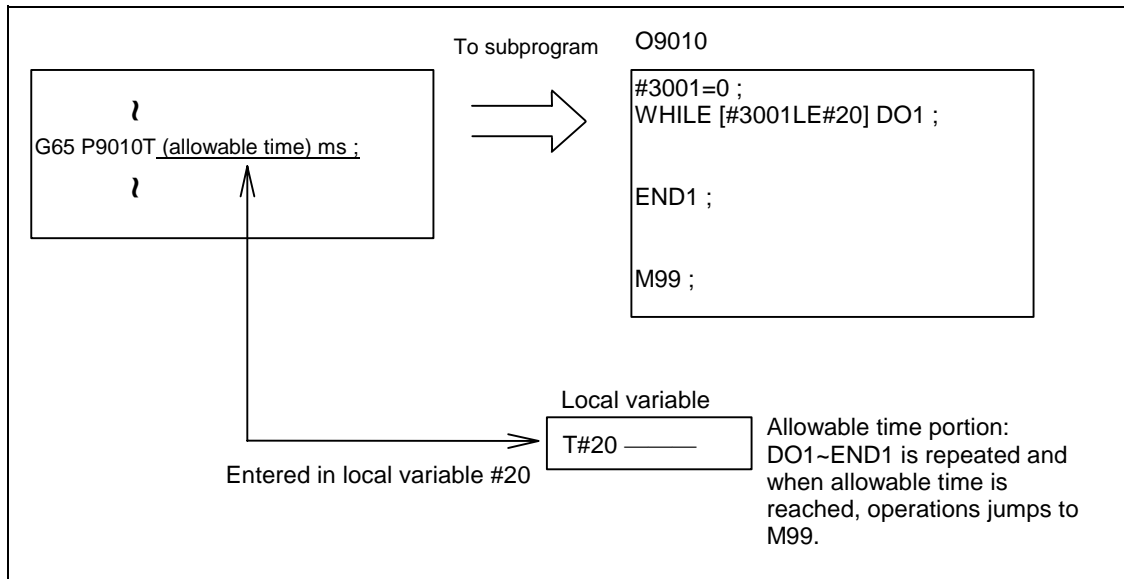 To subprogram
O9010
~
G65 P9010T (allowable time) ms ;
~
#3001=0 ;
WHILE [#3001LE#20] DO1 ;
END1 ;
M99 ;
Local variable
T#20
Entered in local variable #20
Allowable time portion:
DO1~END1 is repeated and
when allowable time is
reached, operations jumps to
M99.